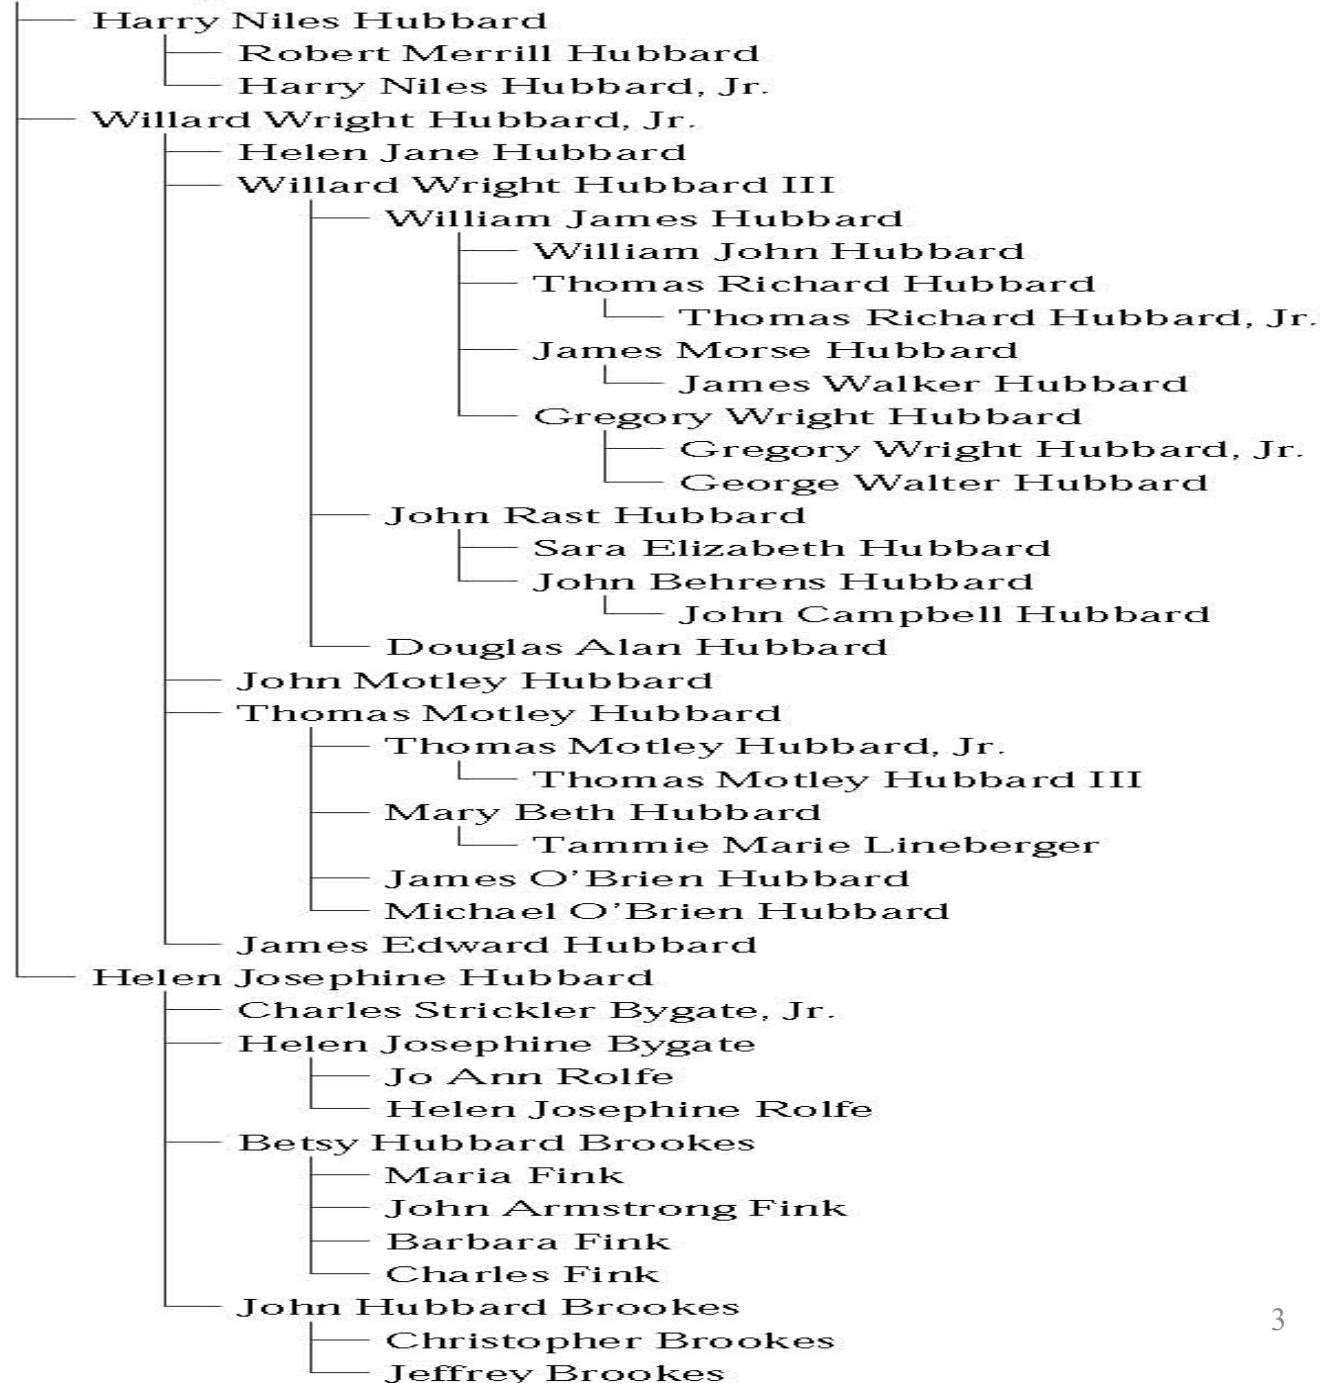 Harry Niles Hubbard
Robert Merrill Hubbard
Harry Niles Hubbard, Jr.
Willard Wright Hubbard, Jr.
Helen Jane Hubbard
Willard Wright Hubbard III
William James Hubbard
William John Hubbard
Thomas Richard Hubbard
Thomas Richard Hubbard, Jr.
James Morse Hubbard
James Walker Hubbard
Gregory Wright Hubbard
Gregory Wright Hubbard, Jr.
George Walter Hubbard
John Rast Hubbard
Sara Elizabeth Hubbard
John Behrens Hubbard
John Campbell Hubbard
Douglas Alan Hubbard
John Motley Hubbard
Thomas Motley Hubbard
Thomas Motley Hubbard, Jr.
Thomas Motley Hubbard III
Mary Beth Hubbard
Tammie Marie Lineberger
James O’Brien Hubbard
Michael O’Brien Hubbard
James Edward Hubbard
Helen Josephine Hubbard
Charles Strickler Bygate, Jr.
Helen Josephine Bygate
Jo Ann Rolfe
Helen Josephine Rolfe
Betsy Hubbard Brookes
Maria Fink
John Armstrong Fink
Barbara Fink
Charles Fink
John Hubbard Brookes
3
Christopher Brookes
Jeffrey Brookes